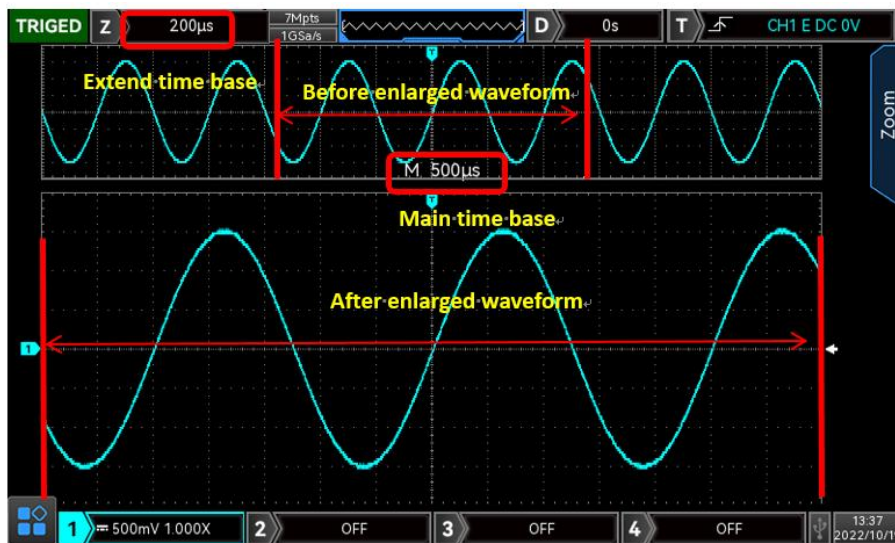 TRIGED Z 200μs 7Mpts D 0s T CH1 E DC 0V
1GSa/s
T
Extend time base
Before enlarged waveform
Zoom
M 500μs
T
Main time base
After enlarged waveform
1
1 500mV 1.000X 2 OFF 3 OFF 4 OFF 13:37